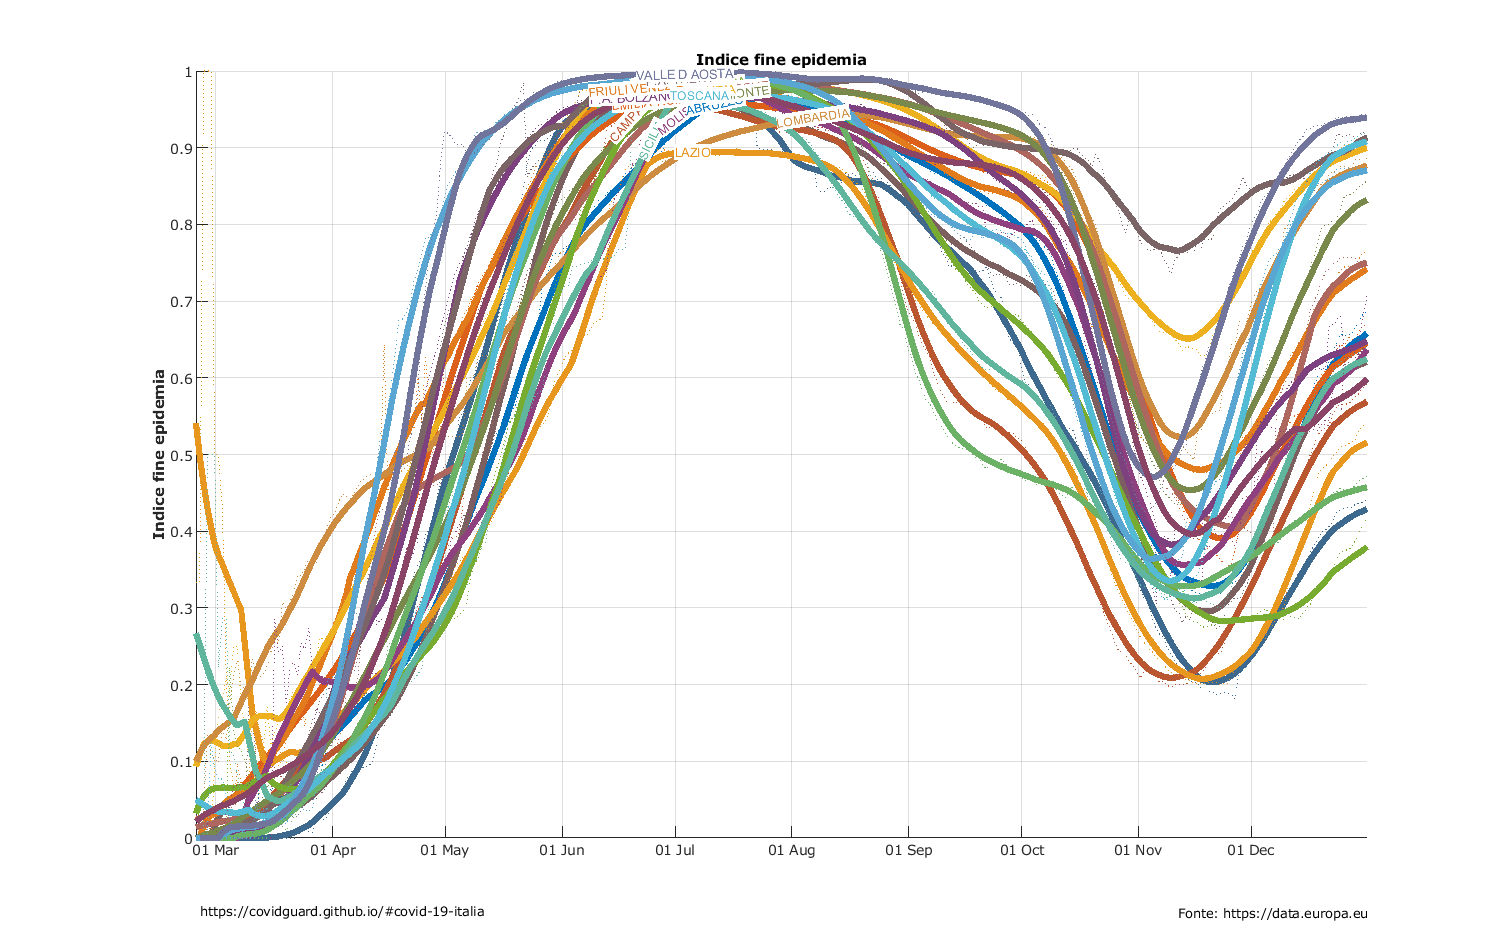 Indice fine epidemia
Indice fine epidemia
1
0.9
0.8
0.7
0.6
0.5
0.4
0.3
0.2
0.1
0
VALLE D AOSTA
TOSCANA
ABRUZZO
LOMBARDIA
LAZIO
01 Mar
01 Apr
01 May
01 Jun
01 Jul
01 Aug
01 Sep
01 Oct
01 Nov
01 Dec
https://covidguard.github.io/#covid-19-italia
Fonte: https://data.europa.eu